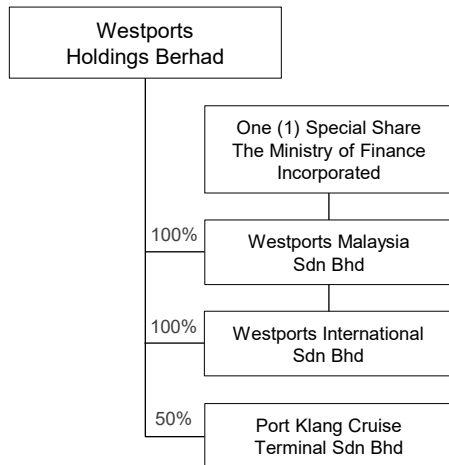 Westports
Holdings Berhad
One (1) Special Share
The Ministry of Finance
Incorporated
100%
Westports Malaysia
Sdn Bhd
100%
Westports International
Sdn Bhd
50%
Port Klang Cruise
Terminal Sdn Bhd